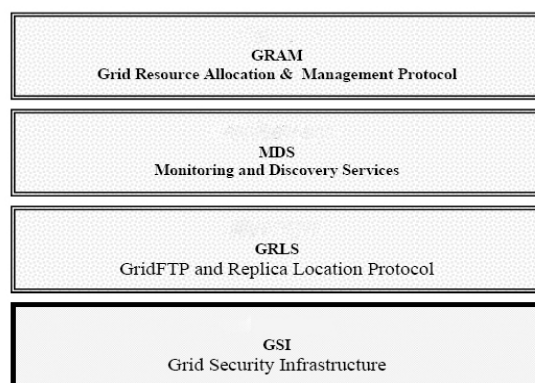 GRAM
Grid Resource Allocation & Management Protocol
MDS
Monitoring and Discovery Services
GRLS
GridFTP and Replica Location Protocol
GSI
Grid Security Infrastructure